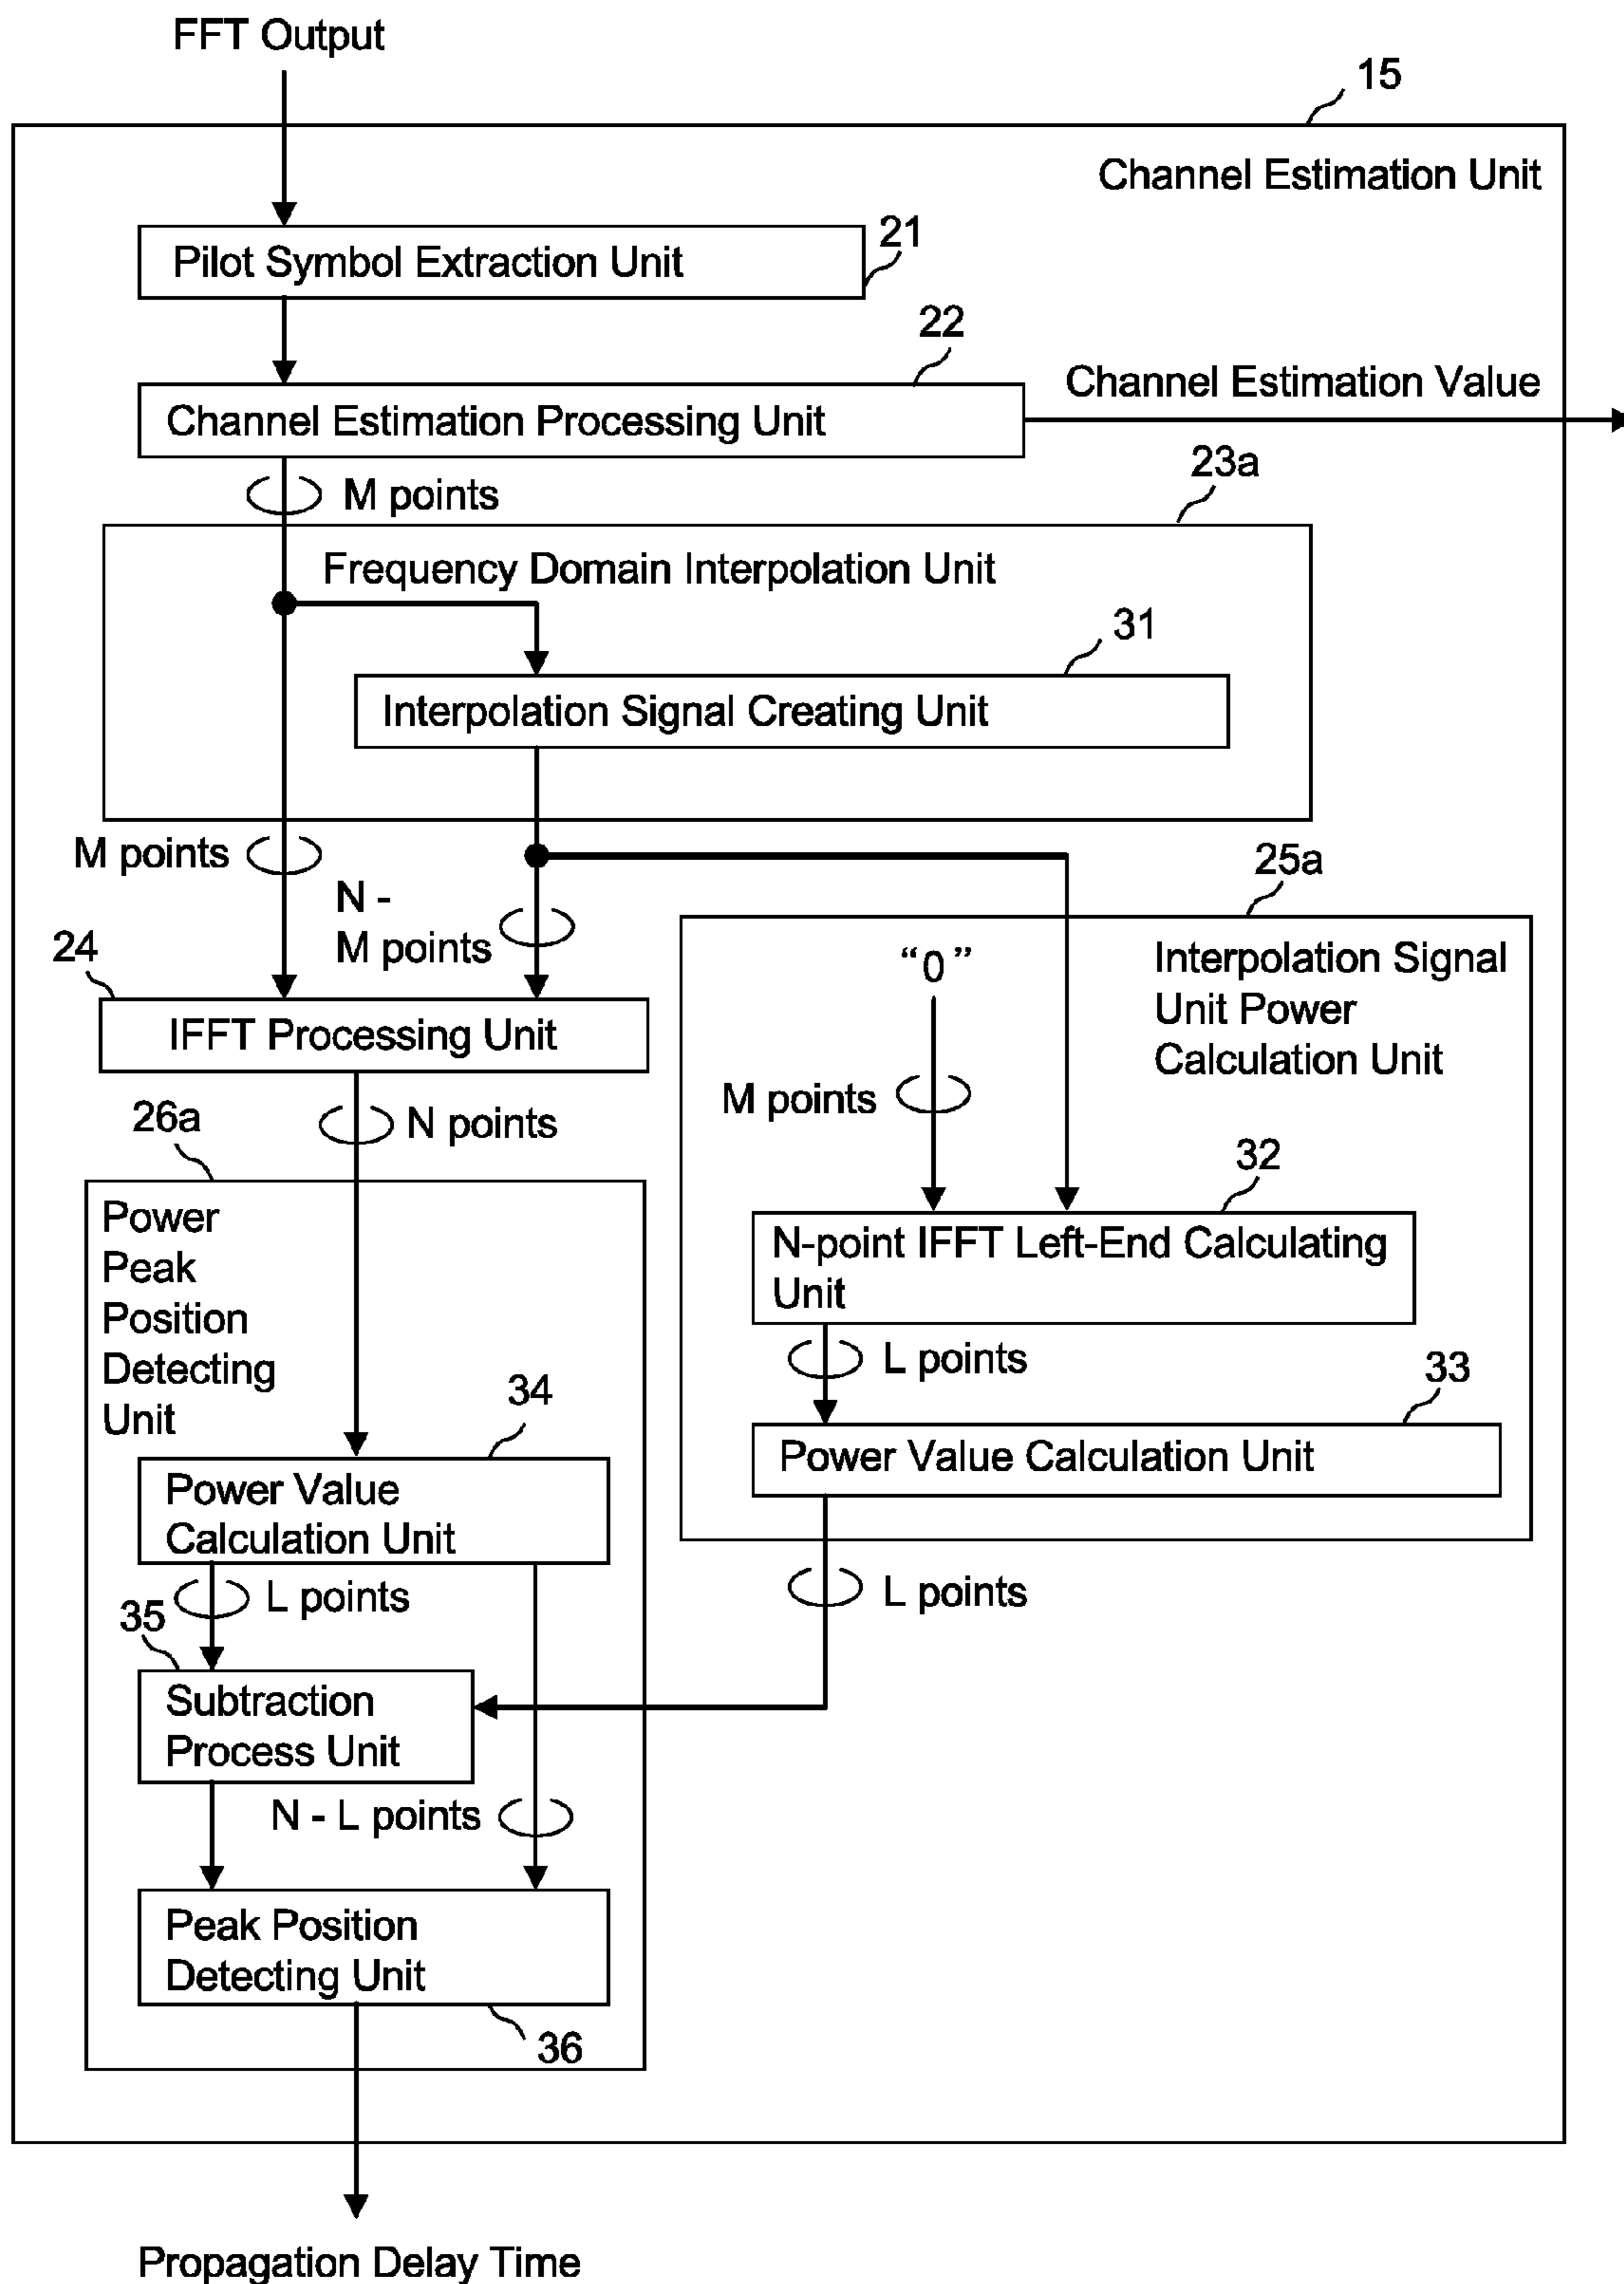 FFT Output
15
Channel Estimation Unit
21
Pilot Symbol Extraction Unit
22
Channel Estimation Processing Unit
Channel Estimation Value
M points
23a
Frequency Domain Interpolation Unit
31
Interpolation Signal Creating Unit
M points
N -
M points
25a
24
"0"
Interpolation Signal
Unit Power
Calculation Unit
IFFT Processing Unit
M points
26a
N points
32
Power
Peak
Position
Detecting
Unit
N-point IFFT Left-End Calculating
Unit
L points
33
34
Power Value Calculation Unit
Power Value
Calculation Unit
L points
L points
35
Subtraction
Process Unit
N - L points
Peak Position
Detecting Unit
36
Propagation Delay Time